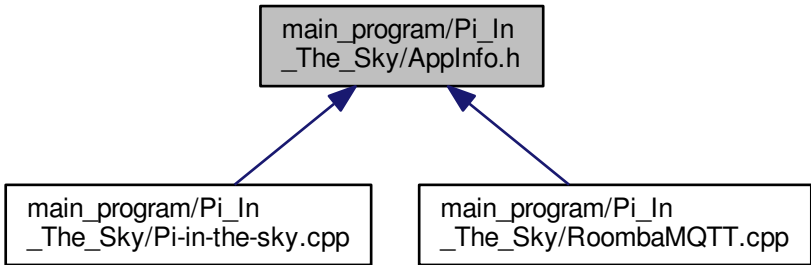 main_program/Pi_In
_The_Sky/AppInfo.h
main_program/Pi_In
_The_Sky/Pi-in-the-sky.cpp
main_program/Pi_In
_The_Sky/RoombaMQTT.cpp